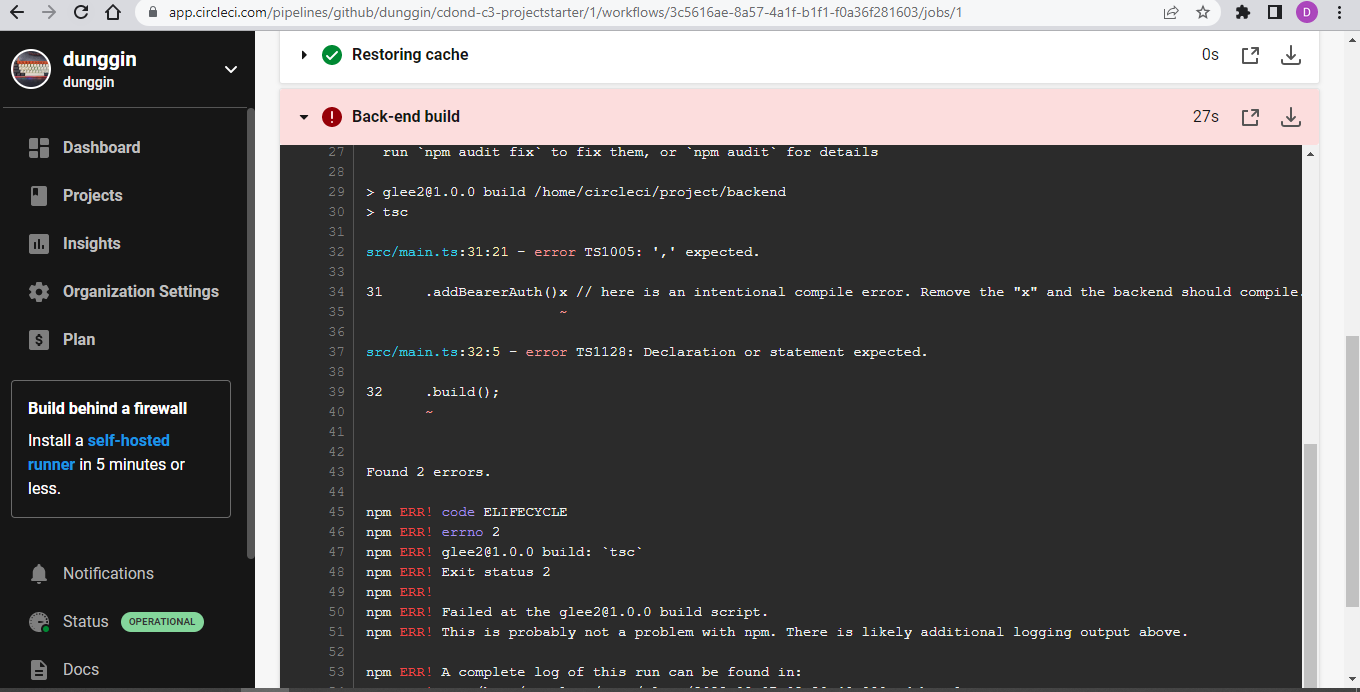 app.circleci.com/pipelines/github/dunggin/cdond-c3-projectstarter/1/workflows/3c5616ae-8a57-4a1f-b1f1-f0a36f281603/jobs/1
D
dunggin
dunggin
Dashboard
Projects
Insights
Organization Settings
Plan
Build behind a firewall
Install a self-hosted
runner in 5 minutes or
less.
Notifications
Status OPERATIONAL
Docs
Restoring cache 0s
Back-end build 27s
27 run `npm audit fix` to fix them, or `npm audit` for details
28
29 > glee2@1.0.0 build /home/circleci/project/backend
30 > tsc
31
32 src/main.ts:31:21 - error TS1005: ',' expected.
33
34 31 .addBearerAuth()x // here is an intentional compile error. Remove the "x" and the backend should compile.
35 ~
36
37 src/main.ts:32:5 - error TS1128: Declaration or statement expected.
38
39 32 .build();
40 ~
41
42
43 Found 2 errors.
44
45 npm ERR! code ELIFECYCLE
46 npm ERR! errno 2
47 npm ERR! glee2@1.0.0 build: `tsc`
48 npm ERR! Exit status 2
49 npm ERR!
50 npm ERR! Failed at the glee2@1.0.0 build script.
51 npm ERR! This is probably not a problem with npm. There is likely additional logging output above.
52
53 npm ERR! A complete log of this run can be found in: